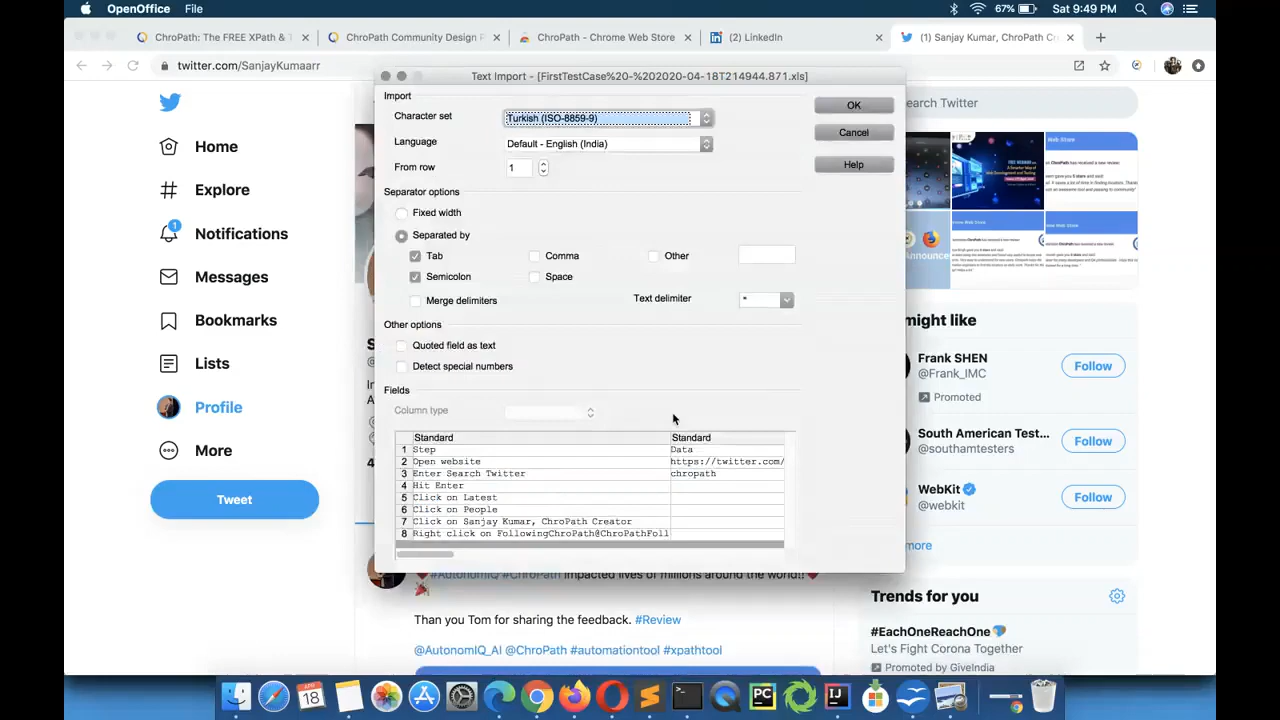 OpenOffice File 67% Sat 9:49 PM
ChroPath: The FREE XPath & T
ChroPath Community Design P
ChroPath - Chrome Web Store
(2) LinkedIn
(1) Sanjay Kumar, ChroPath Cr
twitter.com/SanjayKumaarr
Text Import - [FirstTestCase%20-%202020-04-18T214944.871.xls]
Import
Character set Turkish (ISO-8859-9)
Language Default - English (India)
From row 1
OK
Cancel
Help
Separator options
Fixed width
Separated by
Tab Comma Other
Semicolon Space
Merge delimiters Text delimiter "
Other options
Quoted field as text
Detect special numbers
Fields
Column type
Standard Standard
1 Step Data
2 Open website https://twitter.com/
3 Enter Search Twitter chropath
4 Hit Enter
5 Click on Latest
6 Click on People
7 Click on Sanjay Kumar, ChroPath Creator
8 Right click on FollowingChroPath@ChroPathFoll
Home
Explore
1
Notifications
Messages
Bookmarks
Lists
Profile
More
Tweet
earch Twitter
might like
Frank SHEN
@Frank_IMC
Promoted
Follow
South American Test...
@southamtesters
Follow
WebKit
@webkit
Follow
more
#AutonomIQ #ChroPath impacted lives of millions around the world!!
Than you Tom for sharing the feedback. #Review
@AutonomIQ_AI @ChroPath #automationtool #xpathtool
Trends for you
#EachOneReachOne
Let's Fight Corona Together
Promoted by GiveIndia
APR
18
PC
IJ